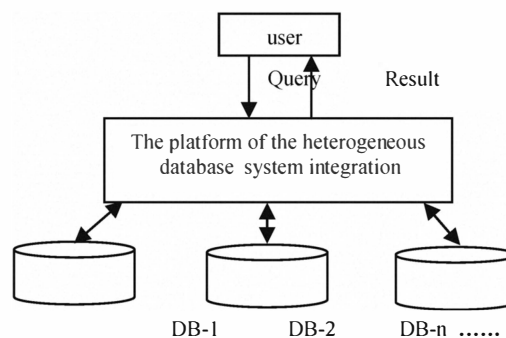 user
Query Result
The platform of the heterogeneous
database system integration
DB-1 DB-2 DB-n ......